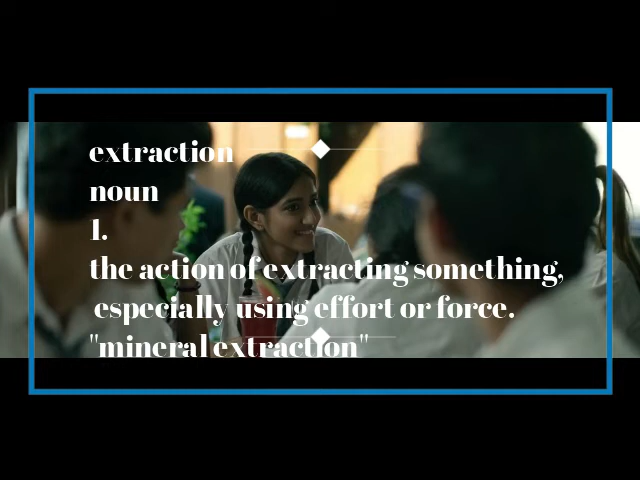 extraction
noun
1.
the action of extracting something,
especially using effort or force.
"mineral extraction"